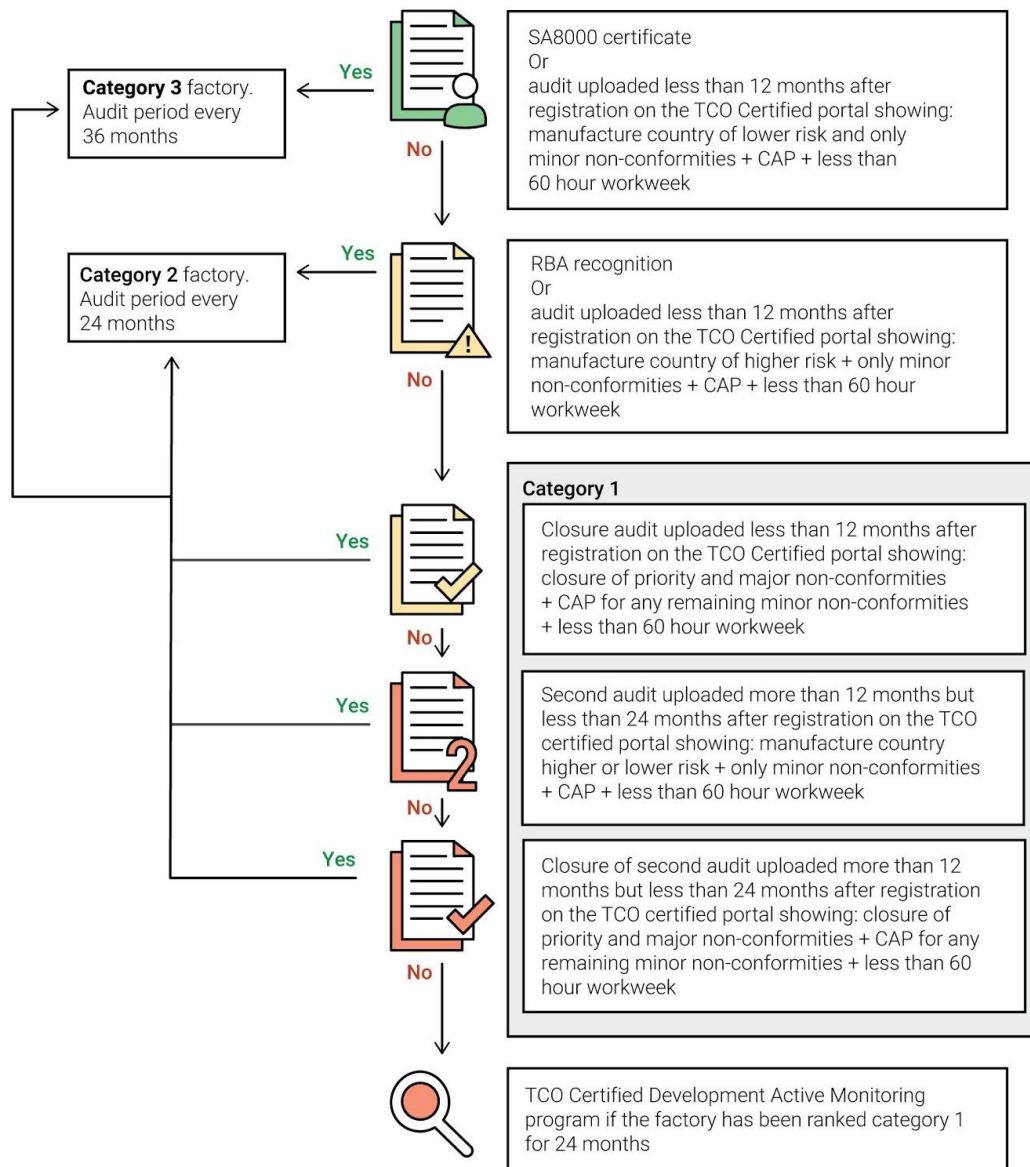 SA8000 certificate
Or
audit uploaded less than 12 months after
registration on the TCO Certified portal showing:
manufacture country of lower risk and only
minor non-conformities + CAP + less than
60 hour workweek
Yes
Category 3 factory.
Audit period every
36 months
No
RBA recognition
Or
audit uploaded less than 12 months after
registration on the TCO Certified portal showing:
manufacture country of higher risk + only minor
non-conformities + CAP + less than 60 hour
workweek
Yes
Category 2 factory.
Audit period every
24 months
!
No
Category 1
Closure audit uploaded less than 12 months after
registration on the TCO Certified portal showing:
closure of priority and major non-conformities
+ CAP for any remaining minor non-conformities
+ less than 60 hour workweek
Yes
No
Second audit uploaded more than 12 months but
less than 24 months after registration on the TCO
certified portal showing: manufacture country
higher or lower risk + only minor non-conformities
+ CAP + less than 60 hour workweek
Yes
2
No
Closure of second audit uploaded more than 12
months but less than 24 months after registration
on the TCO certified portal showing: closure of
priority and major non-conformities + CAP for any
remaining minor non-conformities + less than 60
hour workweek
Yes
No
TCO Certified Development Active Monitoring
program if the factory has been ranked category 1
for 24 months